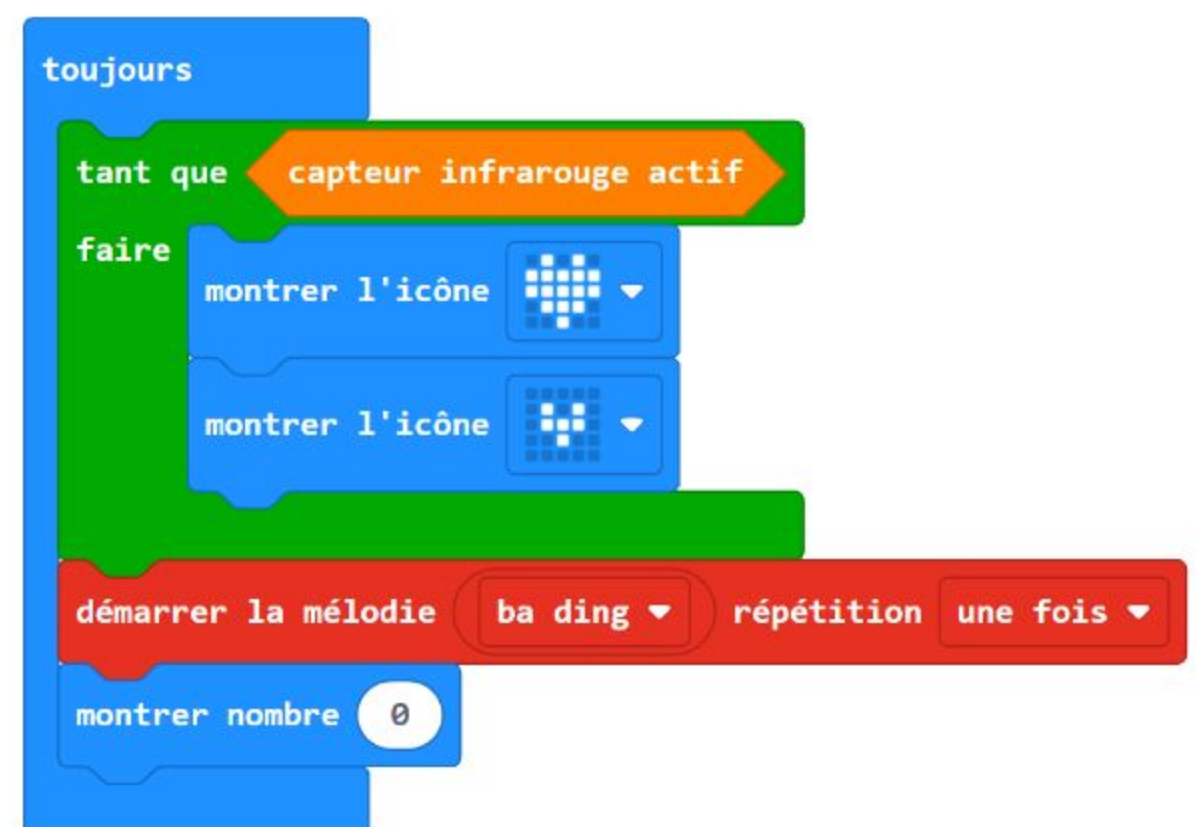 toujours
tant que capteur infrarouge actif
faire
montrer l'icône
montrer l'icône
démarrer la mélodie ba ding répétition une fois
montrer nombre 0